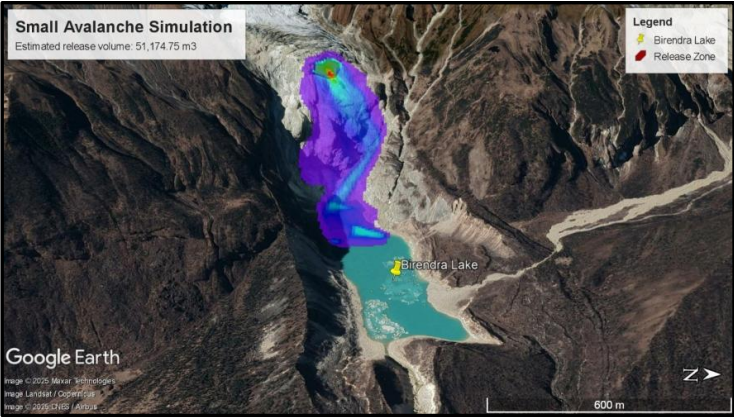 Small Avalanche Simulation
Estimated release volume: 51,174.75 m3
Legend
Birendra Lake
Release Zone
Birendra Lake
Google Earth
Image © 2025 Maxar Technologies
Image Landsat / Copernicus
Image © 2025 CNES / Airbus
N
600 m